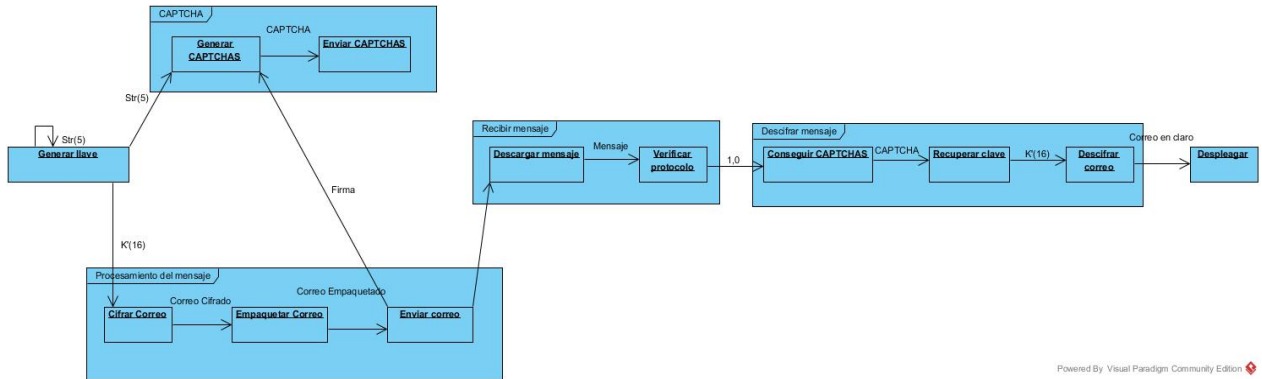 CAPTCHA
Generar
CAPTCHAS
CAPTCHA
Enviar CAPTCHAS
Str(5)
Str(5)
Generar llave
Firma
K'(16)
Recibir mensaje
Descargar mensaje
Mensaje
Verificar
protocolo
1,0
Descifrar mensaje
Conseguir CAPTCHAS
CAPTCHA
Recuperar clave
K'(16)
Descifrar
correo
Correo en claro
Despleagar
Procesamiento del mensaje
Cifrar Correo
Correo Cifrado
Empaquetar Correo
Correo Empaquetado
Enviar correo
Powered By Visual Paradigm Community Edition